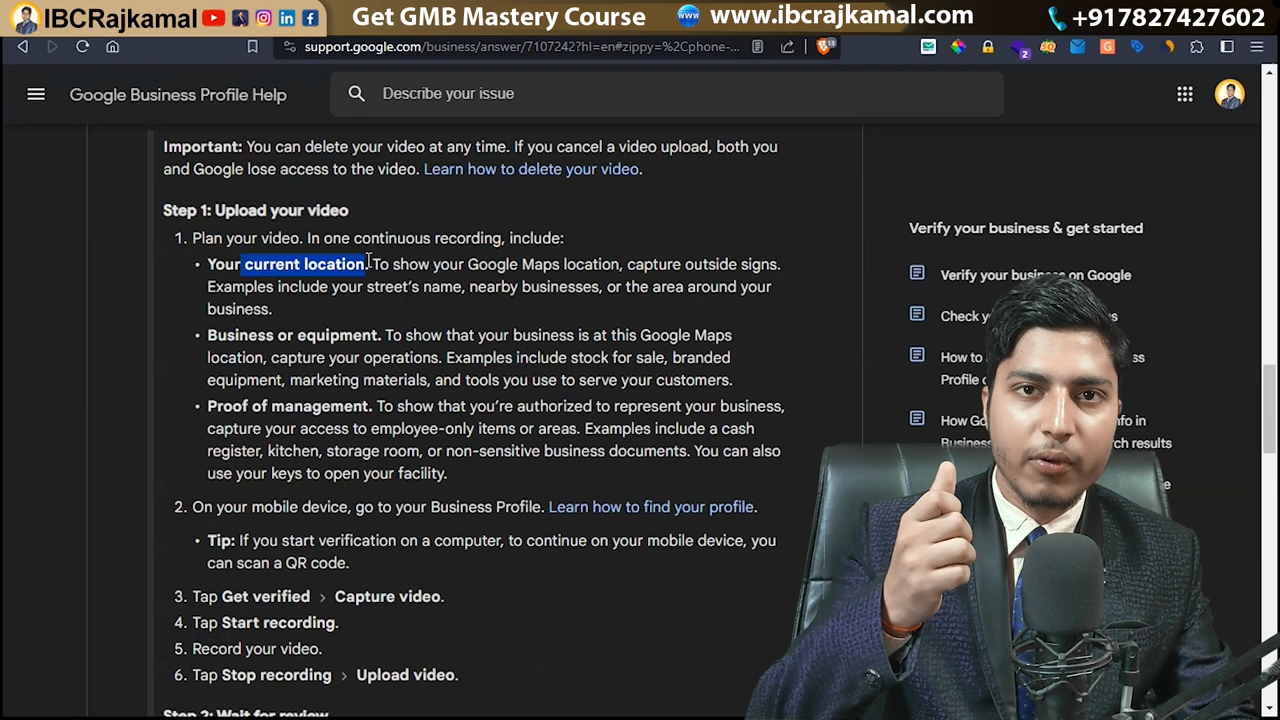 IBCRajkamal
Get GMB Mastery Course
www.ibcrajkamal.com
+917827427602
support.google.com/business/answer/7107242?hl=en#zippy=%2Cphone-...
Google Business Profile Help
Describe your issue
Important: You can delete your video at any time. If you cancel a video upload, both you
and Google lose access to the video. Learn how to delete your video.
Step 1: Upload your video
1. Plan your video. In one continuous recording, include:
• Your current location. To show your Google Maps location, capture outside signs.
Examples include your street's name, nearby businesses, or the area around your
business.
• Business or equipment. To show that your business is at this Google Maps
location, capture your operations. Examples include stock for sale, branded
equipment, marketing materials, and tools you use to serve your customers.
• Proof of management. To show that you're authorized to represent your business,
capture your access to employee-only items or areas. Examples include a cash
register, kitchen, storage room, or non-sensitive business documents. You can also
use your keys to open your facility.
2. On your mobile device, go to your Business Profile. Learn how to find your profile.
• Tip: If you start verification on a computer, to continue on your mobile device, you
can scan a QR code.
3. Tap Get verified > Capture video.
4. Tap Start recording.
5. Record your video.
6. Tap Stop recording > Upload video.
Step 2: Wait for review
Verify your business & get started
Verify your business on Google
Check
How to
Profile
How
Business
info in
results